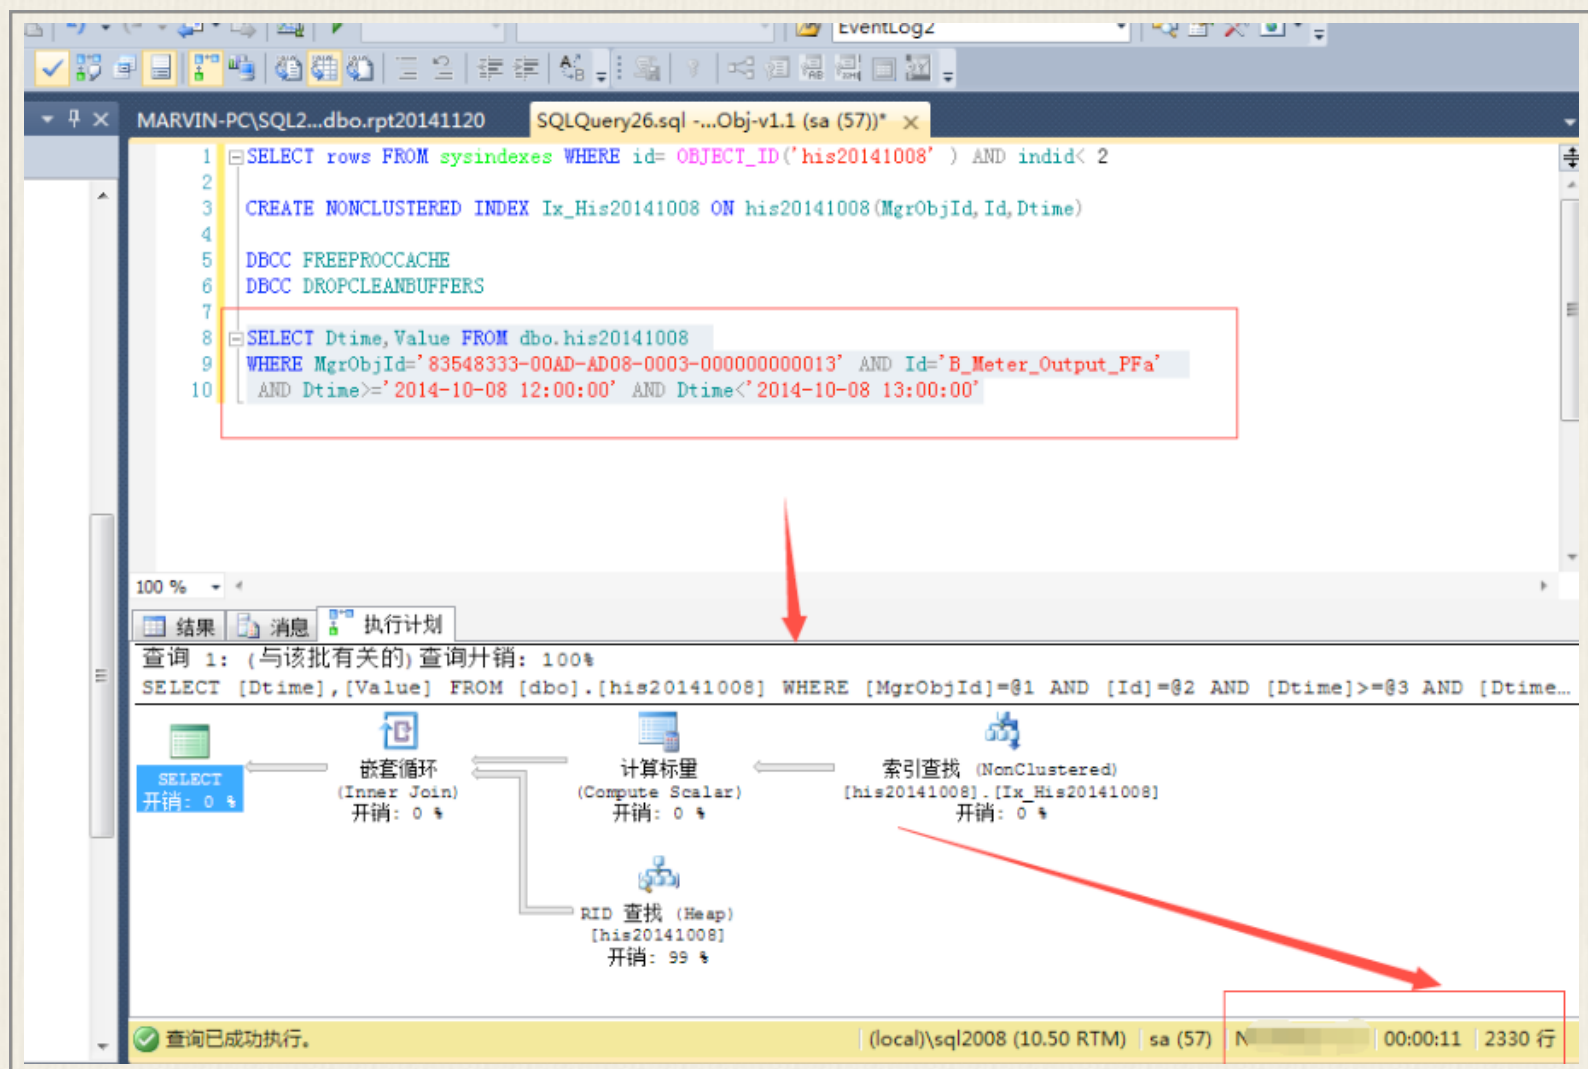 EventLog2
MARVIN-PC\SQL2...dbo.rpt20141120
SQLQuery26.sql -...Obj-v1.1 (sa (57))*
1 SELECT rows FROM sysindexes WHERE id= OBJECT_ID('his20141008' ) AND indid< 2
2
3 CREATE NONCLUSTERED INDEX Ix_His20141008 ON his20141008(MgrObjId,Id,Dtime)
4
5 DBCC FREEPROCCACHE
6 DBCC DROPCLEANBUFFERS
7
8 SELECT Dtime,Value FROM dbo.his20141008
9 WHERE MgrObjId='83548333-00AD-AD08-0003-000000000013' AND Id='B_Meter_Output_PFa'
10 AND Dtime>='2014-10-08 12:00:00' AND Dtime<'2014-10-08 13:00:00'
100 %
结果 消息 执行计划
查询 1: (与该批有关的)查询开销: 100%
SELECT [Dtime],[Value] FROM [dbo].[his20141008] WHERE [MgrObjId]=@1 AND [Id]=@2 AND [Dtime]>=@3 AND [Dtime…
SELECT
开销: 0 %
嵌套循环
(Inner Join)
开销: 0 %
计算标量
(Compute Scalar)
开销: 0 %
索引查找 (NonClustered)
[his20141008].[Ix_His20141008]
开销: 0 %
RID 查找 (Heap)
[his20141008]
开销: 99 %
查询已成功执行。
(local)\sql2008 (10.50 RTM) sa (57) N 00:00:11 2330 行